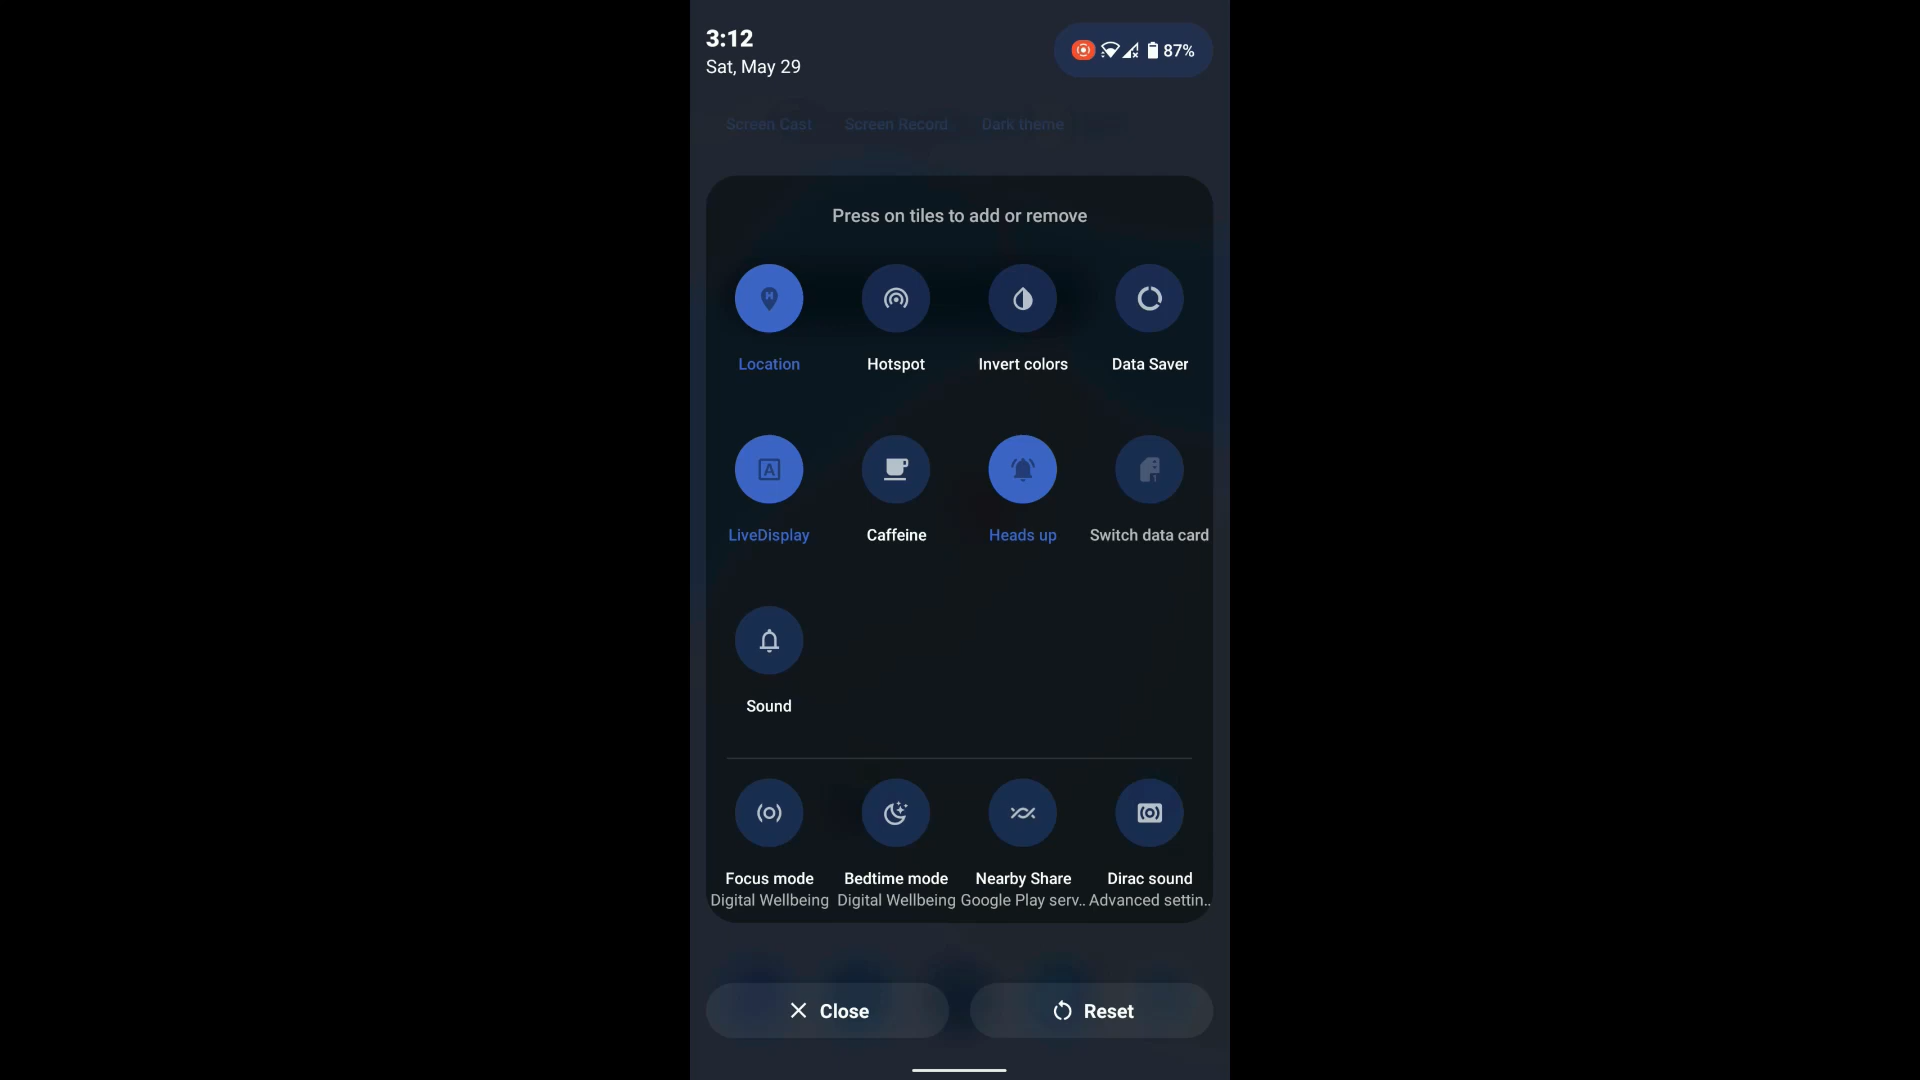 3:12
87%
Sat, May 29
Screen Cast Screen Record Dark theme
Press on tiles to add or remove
Location Hotspot Invert colors Data Saver
A 1
LiveDisplay Caffeine Heads up Switch data card
Sound
Focus mode Bedtime mode Nearby Share Dirac sound
Digital Wellbeing Digital Wellbeing Google Play serv.. Advanced settin..
Close Reset